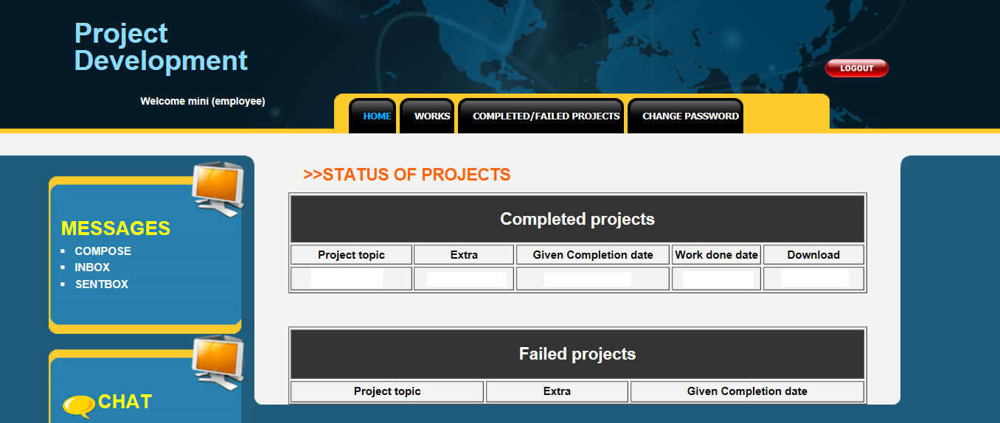 Project
Development
LOGOUT
Welcome mini (employee)
HOME WORKS COMPLETED/FAILED PROJECTS CHANGE PASSWORD
>>STATUS OF PROJECTS
MESSAGES
COMPOSE
INBOX
SENTBOX
Completed projects
Project topic Extra Given Completion date Work done date Download
Failed projects
Project topic Extra Given Completion date
CHAT